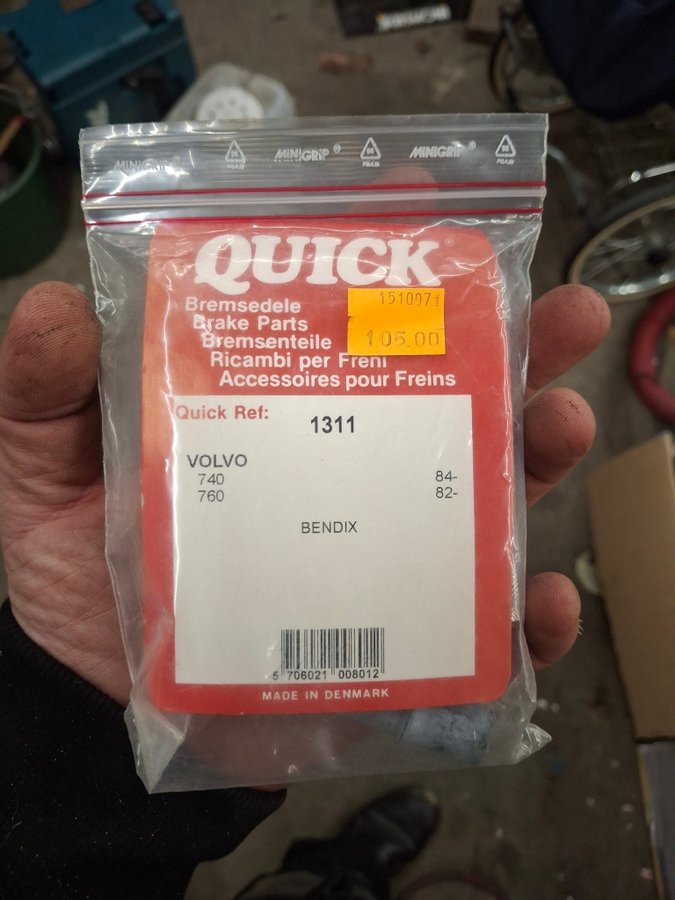 MINIGRIP® MINIGRIP® MINIGRIP®
QUICK®
Bremsedele
Brake Parts
Bremsenteile
Ricambi per Freni
Accessoires pour Freins
151007
105.00
Quick Ref: 1311
VOLVO
740 84-
760 82-
BENDIX
5 706021 008012
MADE IN DENMARK